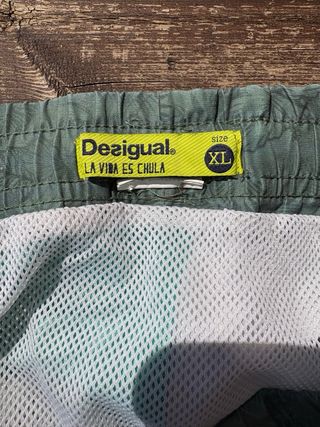 Desigual.
LA VIDA ES CHULA
size
XL